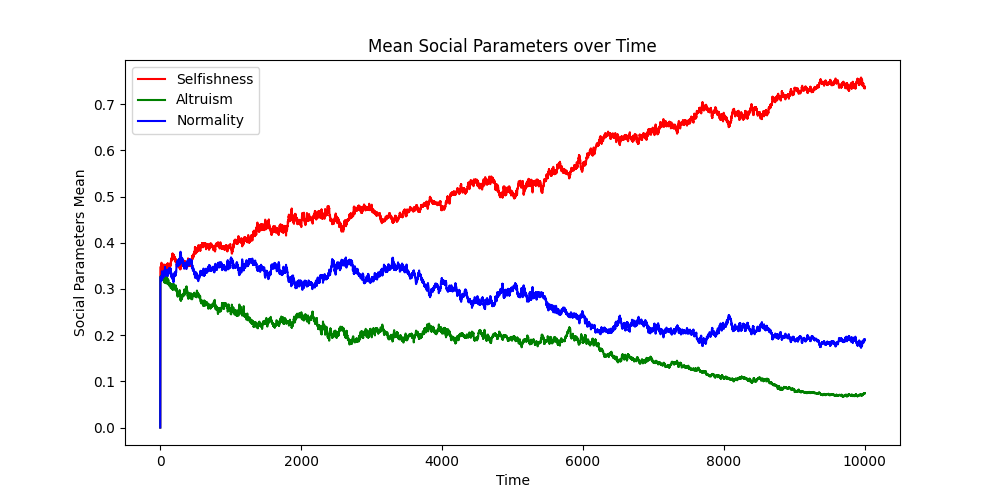 Mean Social Parameters over Time
Selfishness
Altruism
Normality
Social Parameters Mean
0.7
0.6
0.5
0.4
0.3
0.2
0.1
0.0
0
2000
4000
6000
8000
10000
Time